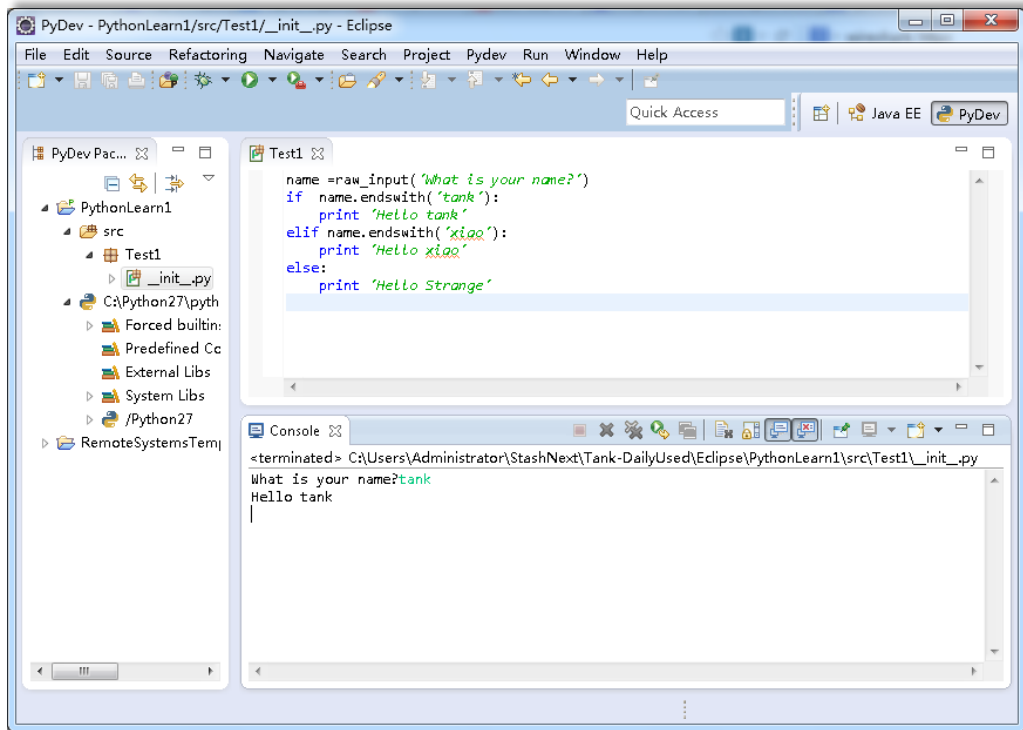 PyDev - PythonLearn1/src/Test1/__init__.py - Eclipse
File Edit Source Refactoring Navigate Search Project Pydev Run Window Help
Quick Access
Java EE
PyDev
PyDev Pac...
PythonLearn1
src
Test1
__init__.py
C:\Python27\pyth
Forced builtin
Predefined Cc
External Libs
System Libs
/Python27
RemoteSystemsTem
Test1
name =raw_input('What is your name?')
if  name.endswith('tank'):
    print 'Hello tank'
elif name.endswith('xiao'):
    print 'Hello xiao'
else:
    print 'Hello Strange'
Console
<terminated> C:\Users\Administrator\StashNext\Tank-DailyUsed\Eclipse\PythonLearn1\src\Test1\__init__.py
What is your name?tank
Hello tank